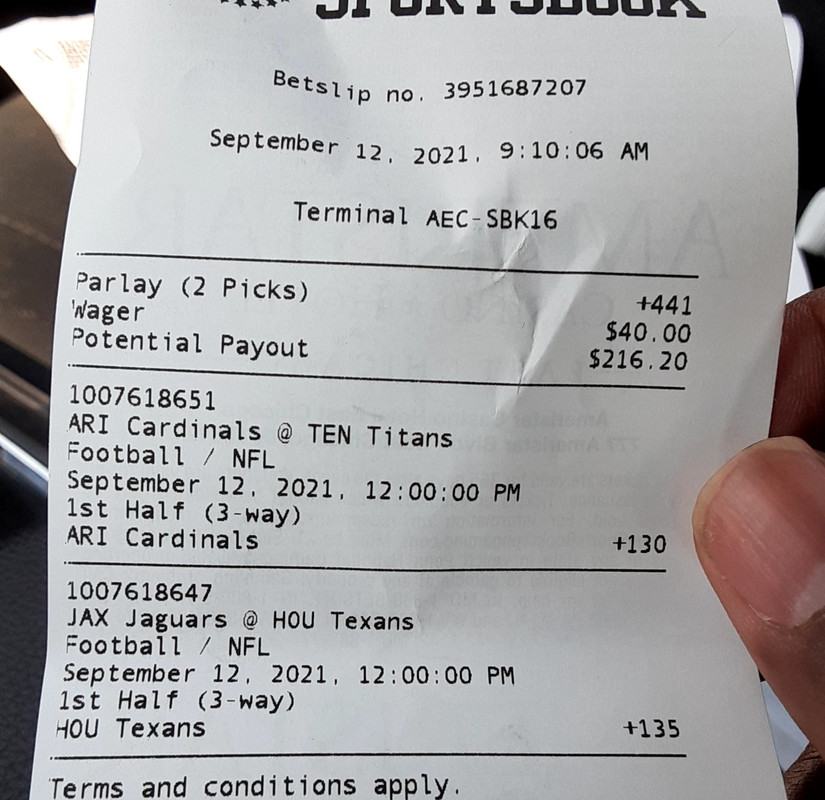 SPORTSBOOK
Betslip no. 3951687207
September 12, 2021, 9:10:06 AM
Terminal AEC-SBK16
Parlay (2 Picks) +441
Wager $40.00
Potential Payout $216.20
1007618651
ARI Cardinals @ TEN Titans
Football / NFL
September 12, 2021, 12:00:00 PM
1st Half (3-way)
ARI Cardinals +130
1007618647
JAX Jaguars @ HOU Texans
Football / NFL
September 12, 2021, 12:00:00 PM
1st Half (3-way)
HOU Texans +135
Terms and conditions apply.